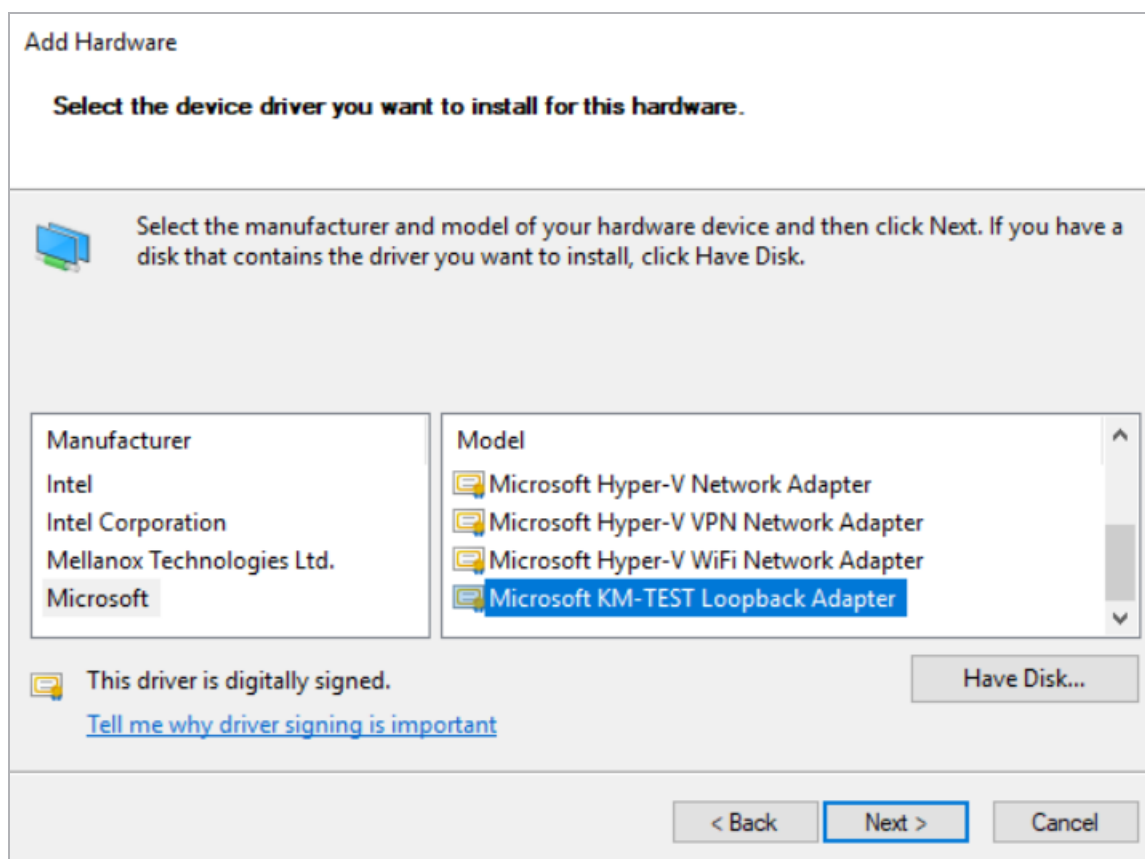 Add Hardware
Select the device driver you want to install for this hardware.
Select the manufacturer and model of your hardware device and then click Next. If you have a
disk that contains the driver you want to install, click Have Disk.
Manufacturer
Intel
Intel Corporation
Mellanox Technologies Ltd.
Microsoft
Model
Microsoft Hyper-V Network Adapter
Microsoft Hyper-V VPN Network Adapter
Microsoft Hyper-V WiFi Network Adapter
Microsoft KM-TEST Loopback Adapter
This driver is digitally signed.
Have Disk...
Tell me why driver signing is important
< Back
Next >
Cancel